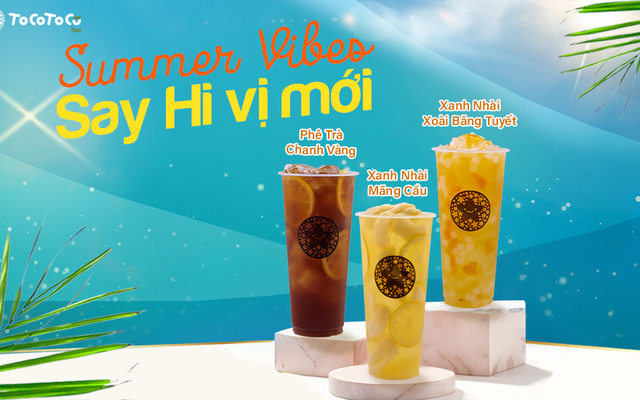 ToCoToCo
Tea
Summer Vibes
Say Hi vị mới
Phê Trà
Chanh Vàng
Xanh Nhài
Mãng Cầu
Xanh Nhài
Xoài Băng Tuyết